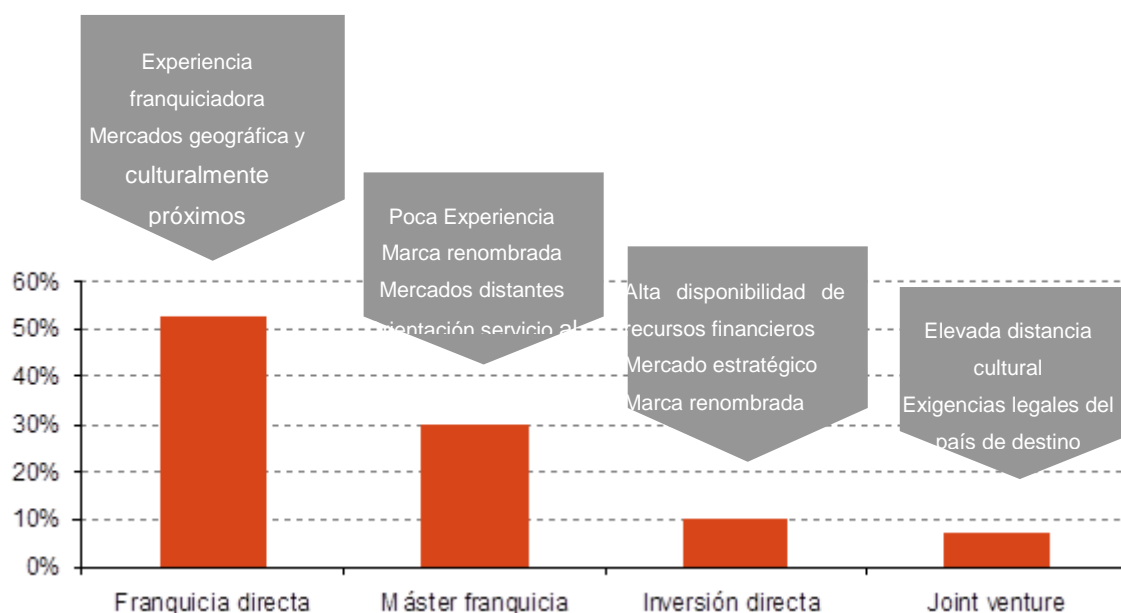 Experiencia
franquiciadora
Mercados geográfica y
culturalmente
próximos
Poca Experiencia
Marca renombrada
Mercados distantes
servicio al
Alta disponibilidad de
recursos financieros
Mercado estratégico
Marca renombrada
Elevada distancia
cultural
Exigencias legales del
país de destino
60%
50%
40%
30%
20%
10%
0%
Franquicia directa
Máster franquicia
Inversión directa
Joint venture